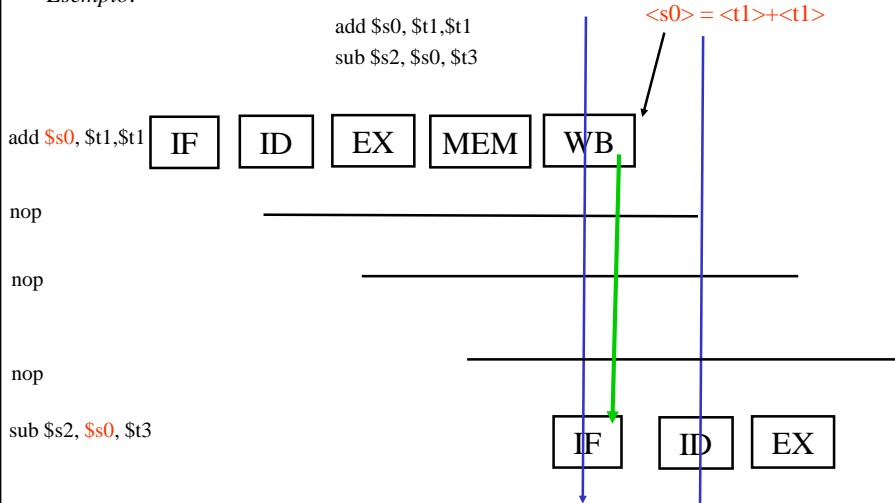 Esempio:
add $s0, $t1,$t1
sub $s2, $s0, $t3
<s0> = <t1>+<t1>
add $s0, $t1,$t1
IF ID EX MEM WB
nop
nop
nop
sub $s2, $s0, $t3
IF ID EX